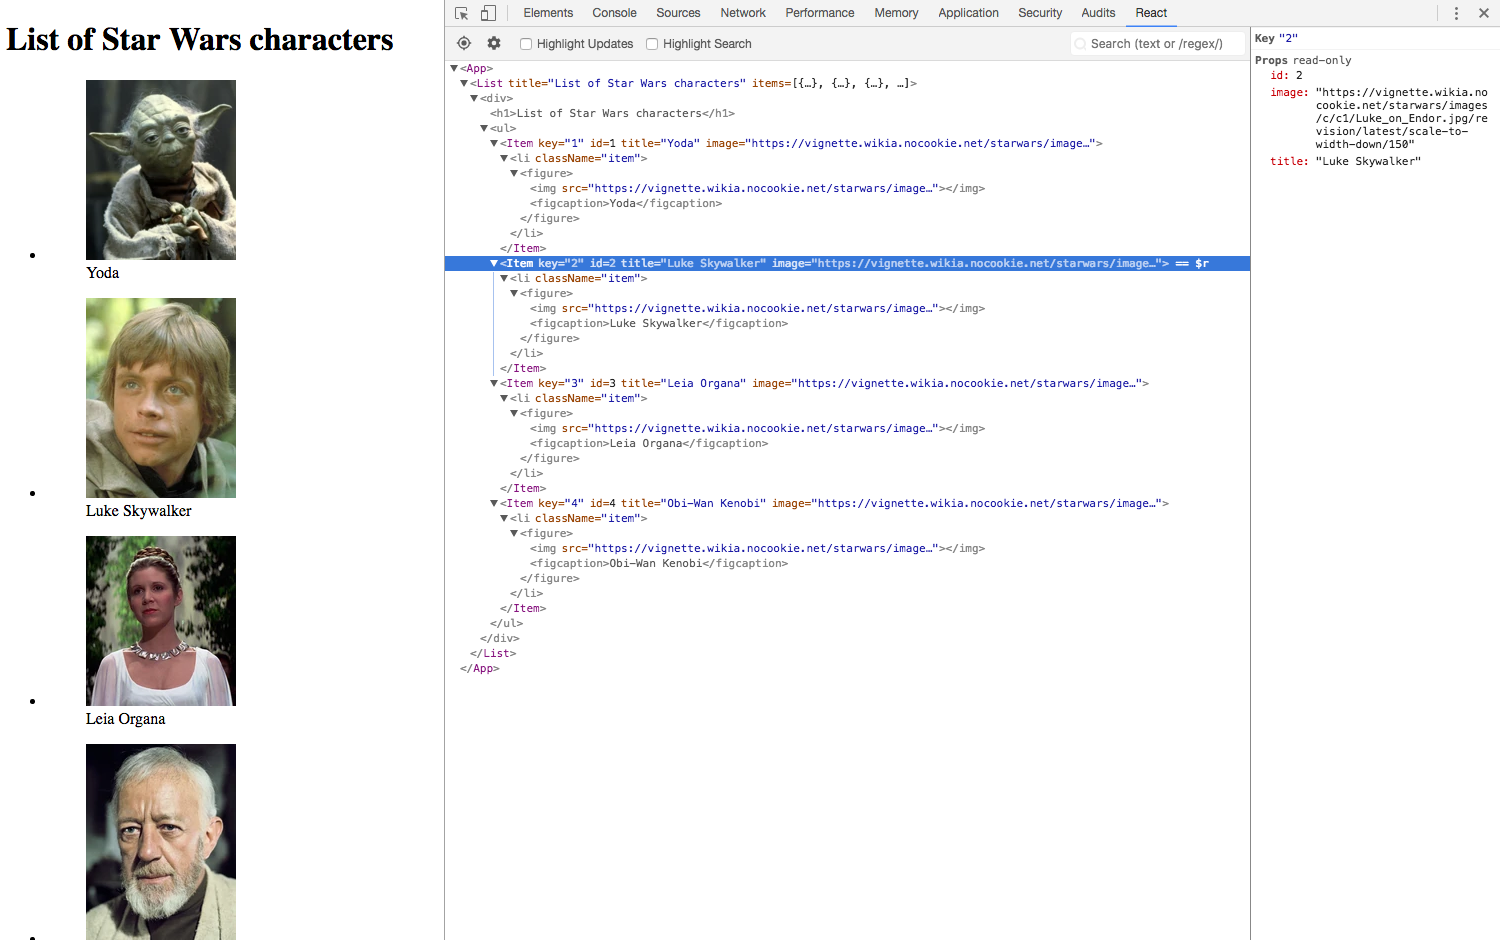 List of Star Wars characters
Yoda
Luke Skywalker
Leia Organa
Elements Console Sources Network Performance Memory Application Security Audits React
Highlight Updates Highlight Search Search (text or /regex/)
<App>
<List title="List of Star Wars characters" items=[{…}, {…}, {…}, …]>
<div>
<h1>List of Star Wars characters</h1>
<ul>
<Item key="1" id=1 title="Yoda" image="https://vignette.wikia.nocookie.net/starwars/image…">
<li className="item">
<figure>
<img src="https://vignette.wikia.nocookie.net/starwars/image…"></img>
<figcaption>Yoda</figcaption>
</figure>
</li>
</Item>
<Item key="2" id=2 title="Luke Skywalker" image="https://vignette.wikia.nocookie.net/starwars/image…"> == $r
<li className="item">
<figure>
<img src="https://vignette.wikia.nocookie.net/starwars/image…"></img>
<figcaption>Luke Skywalker</figcaption>
</figure>
</li>
</Item>
<Item key="3" id=3 title="Leia Organa" image="https://vignette.wikia.nocookie.net/starwars/image…">
<li className="item">
<figure>
<img src="https://vignette.wikia.nocookie.net/starwars/image…"></img>
<figcaption>Leia Organa</figcaption>
</figure>
</li>
</Item>
<Item key="4" id=4 title="Obi-Wan Kenobi" image="https://vignette.wikia.nocookie.net/starwars/image…">
<li className="item">
<figure>
<img src="https://vignette.wikia.nocookie.net/starwars/image…"></img>
<figcaption>Obi-Wan Kenobi</figcaption>
</figure>
</li>
</Item>
</ul>
</div>
</List>
</App>
Key "2"
Props read-only
id: 2
image: "https://vignette.wikia.no
cookie.net/starwars/images
/c/c1/Luke_on_Endor.jpg/re
vision/latest/scale-to-
width-down/150"
title: "Luke Skywalker"